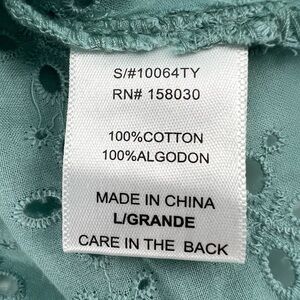 S/#10064TY
RN# 158030
100%COTTON
100%ALGODON
MADE IN CHINA
L/GRANDE
CARE IN THE BACK